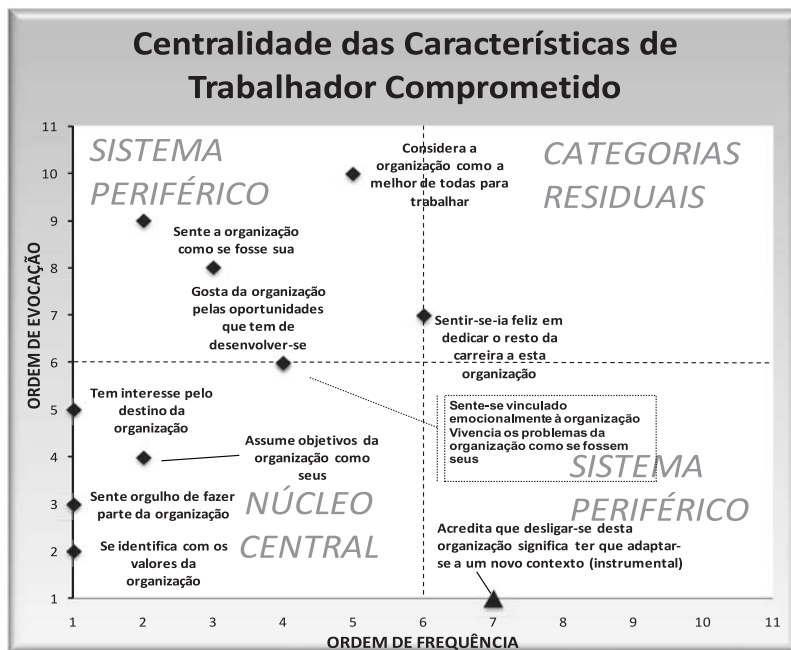 Centralidade das Características de
Trabalhador Comprometido
ORDEM DE EVOCAÇÃO
11
10
9
8
7
6
5
4
3
2
1
SISTEMA
PERIFÉRICO
Considera a
organização como a
melhor de todas para
trabalhar
CATEGORIAS
RESIDUAIS
Sente a organização
como se fosse sua
Gosta da organização
pelas oportunidades
que tem de
desenvolver-se
Sentir-se-ia feliz em
dedicar o resto da
carreira a esta
organização
Tem interesse pelo
destino da
organização
Sente-se vinculado
emocionalmente à organização
Vivencia os problemas da
organização como se fossem
seus
Assume objetivos da
organização como
seus
SISTEMA
PERIFÉRICO
Sente orgulho de fazer
parte da organização
NÚCLEO
CENTRAL
Se identifica com os
valores da
organização
Acredita que desligar-se desta
organização significa ter que adaptar-
se a um novo contexto (instrumental)
1 2 3 4 5 6 7 8 9 10 11
ORDEM DE FREQUÊNCIA